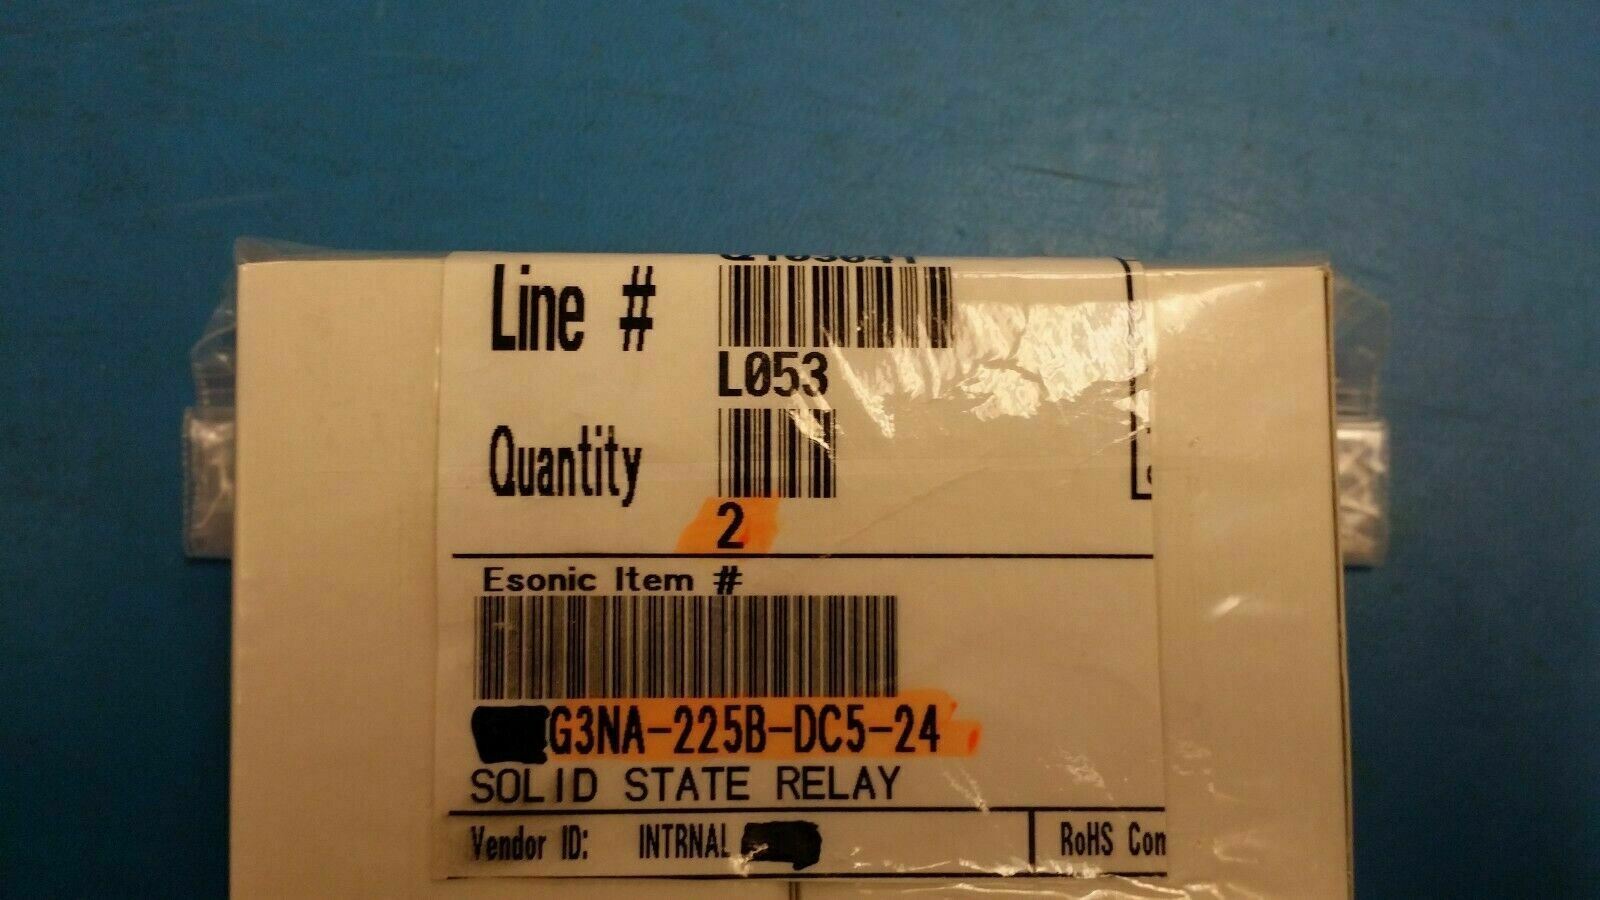 Line #
L053
Quantity
2
Esonic Item #
G3NA-225B-DC5-24
SOLID STATE RELAY
Vendor ID: INTRNAL
RoHS Com